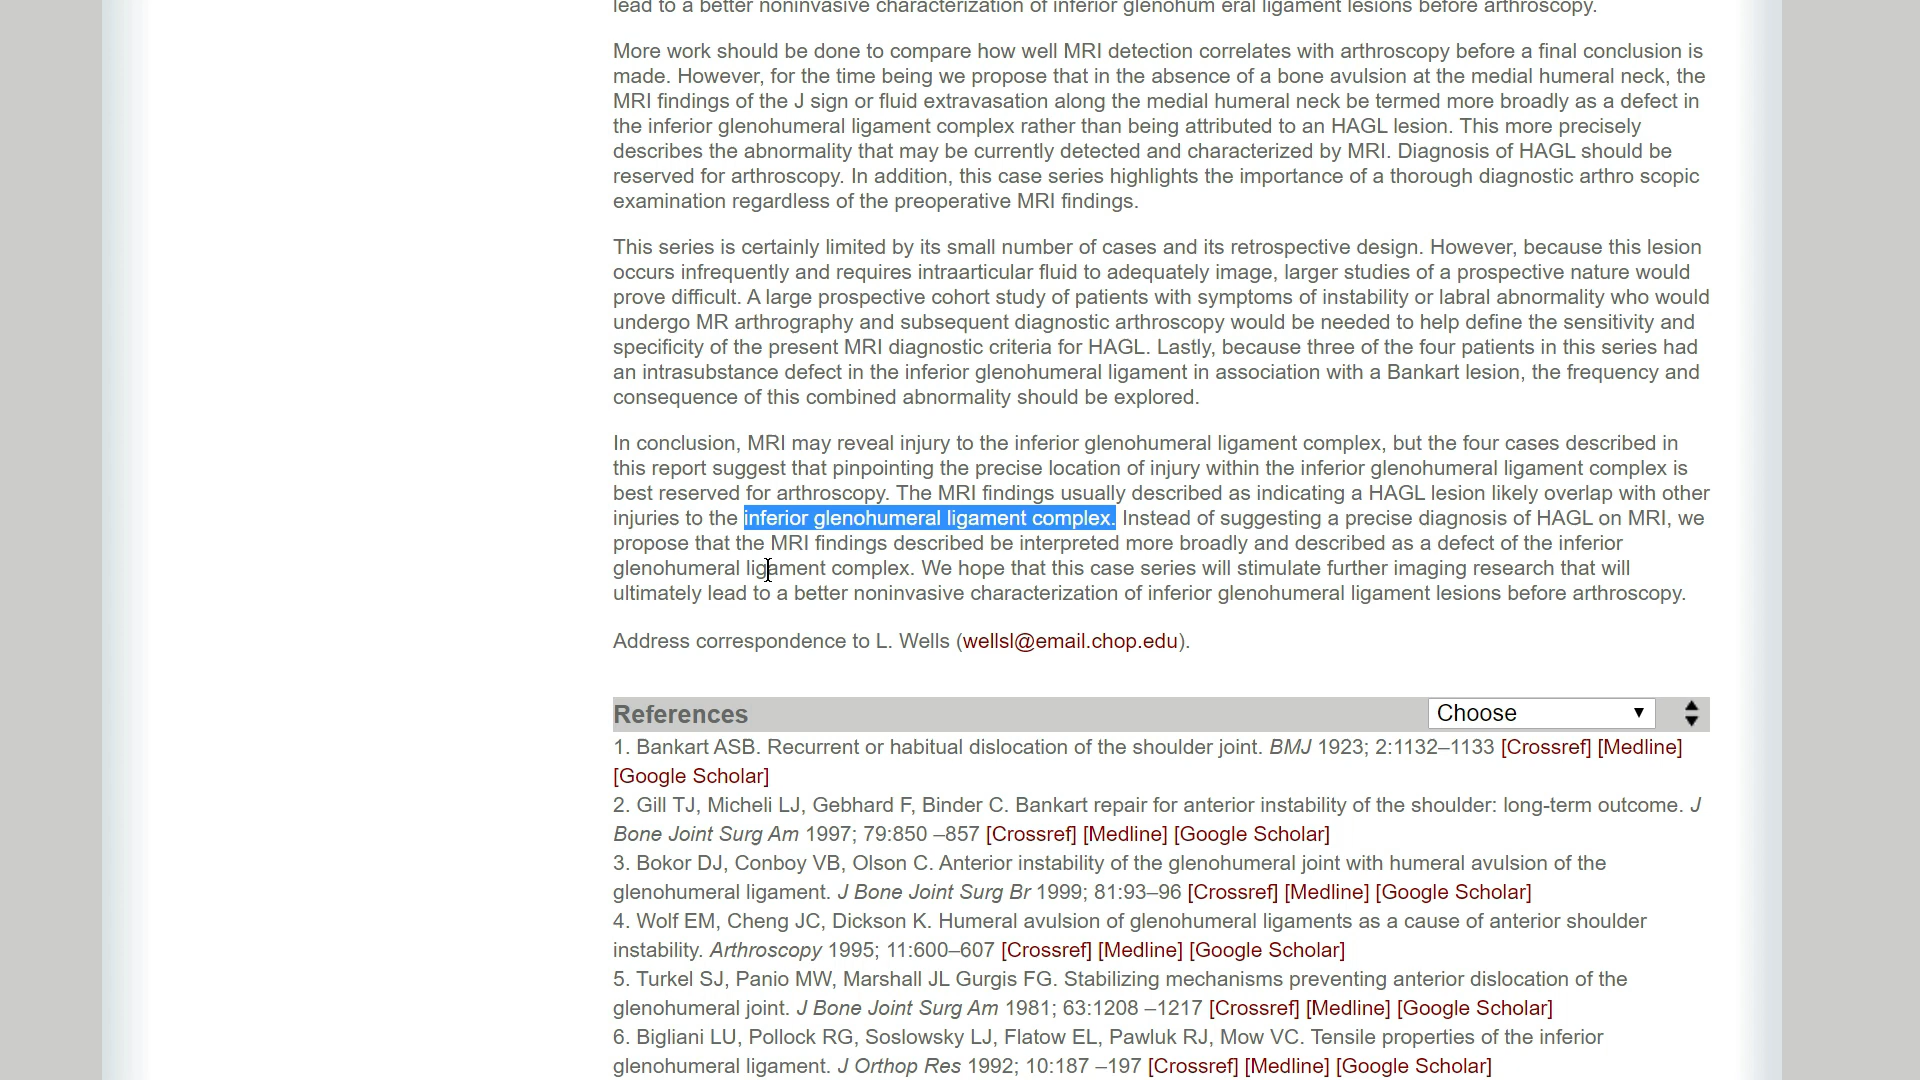 lead to a better noninvasive characterization of inferior glenohum eral ligament lesions before arthroscopy.
More work should be done to compare how well MRI detection correlates with arthroscopy before a final conclusion is
made. However, for the time being we propose that in the absence of a bone avulsion at the medial humeral neck, the
MRI findings of the J sign or fluid extravasation along the medial humeral neck be termed more broadly as a defect in
the inferior glenohumeral ligament complex rather than being attributed to an HAGL lesion. This more precisely
describes the abnormality that may be currently detected and characterized by MRI. Diagnosis of HAGL should be
reserved for arthroscopy. In addition, this case series highlights the importance of a thorough diagnostic arthro scopic
examination regardless of the preoperative MRI findings.
This series is certainly limited by its small number of cases and its retrospective design. However, because this lesion
occurs infrequently and requires intraarticular fluid to adequately image, larger studies of a prospective nature would
prove difficult. A large prospective cohort study of patients with symptoms of instability or labral abnormality who would
undergo MR arthrography and subsequent diagnostic arthroscopy would be needed to help define the sensitivity and
specificity of the present MRI diagnostic criteria for HAGL. Lastly, because three of the four patients in this series had
an intrasubstance defect in the inferior glenohumeral ligament in association with a Bankart lesion, the frequency and
consequence of this combined abnormality should be explored.
In conclusion, MRI may reveal injury to the inferior glenohumeral ligament complex, but the four cases described in
this report suggest that pinpointing the precise location of injury within the inferior glenohumeral ligament complex is
best reserved for arthroscopy. The MRI findings usually described as indicating a HAGL lesion likely overlap with other
injuries to the inferior glenohumeral ligament complex. Instead of suggesting a precise diagnosis of HAGL on MRI, we
propose that the MRI findings described be interpreted more broadly and described as a defect of the inferior
glenohumeral ligament complex. We hope that this case series will stimulate further imaging research that will
ultimately lead to a better noninvasive characterization of inferior glenohumeral ligament lesions before arthroscopy.
Address correspondence to L. Wells (wellsl@email.chop.edu).
References Choose
1. Bankart ASB. Recurrent or habitual dislocation of the shoulder joint. BMJ 1923; 2:1132–1133 [Crossref] [Medline]
[Google Scholar]
2. Gill TJ, Micheli LJ, Gebhard F, Binder C. Bankart repair for anterior instability of the shoulder: long-term outcome. J
Bone Joint Surg Am 1997; 79:850 –857 [Crossref] [Medline] [Google Scholar]
3. Bokor DJ, Conboy VB, Olson C. Anterior instability of the glenohumeral joint with humeral avulsion of the
glenohumeral ligament. J Bone Joint Surg Br 1999; 81:93–96 [Crossref] [Medline] [Google Scholar]
4. Wolf EM, Cheng JC, Dickson K. Humeral avulsion of glenohumeral ligaments as a cause of anterior shoulder
instability. Arthroscopy 1995; 11:600–607 [Crossref] [Medline] [Google Scholar]
5. Turkel SJ, Panio MW, Marshall JL Gurgis FG. Stabilizing mechanisms preventing anterior dislocation of the
glenohumeral joint. J Bone Joint Surg Am 1981; 63:1208 –1217 [Crossref] [Medline] [Google Scholar]
6. Bigliani LU, Pollock RG, Soslowsky LJ, Flatow EL, Pawluk RJ, Mow VC. Tensile properties of the inferior
glenohumeral ligament. J Orthop Res 1992; 10:187 –197 [Crossref] [Medline] [Google Scholar]